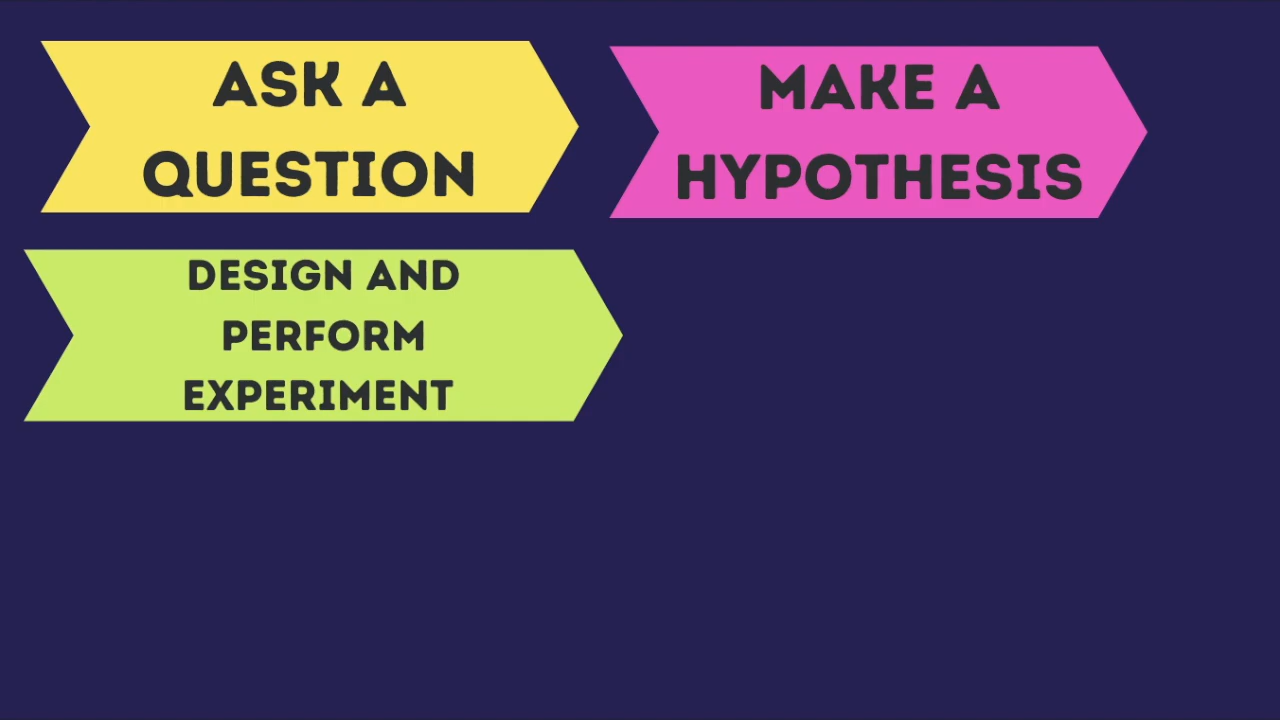 ASK A
QUESTION
MAKE A
HYPOTHESIS
DESIGN AND
PERFORM
EXPERIMENT